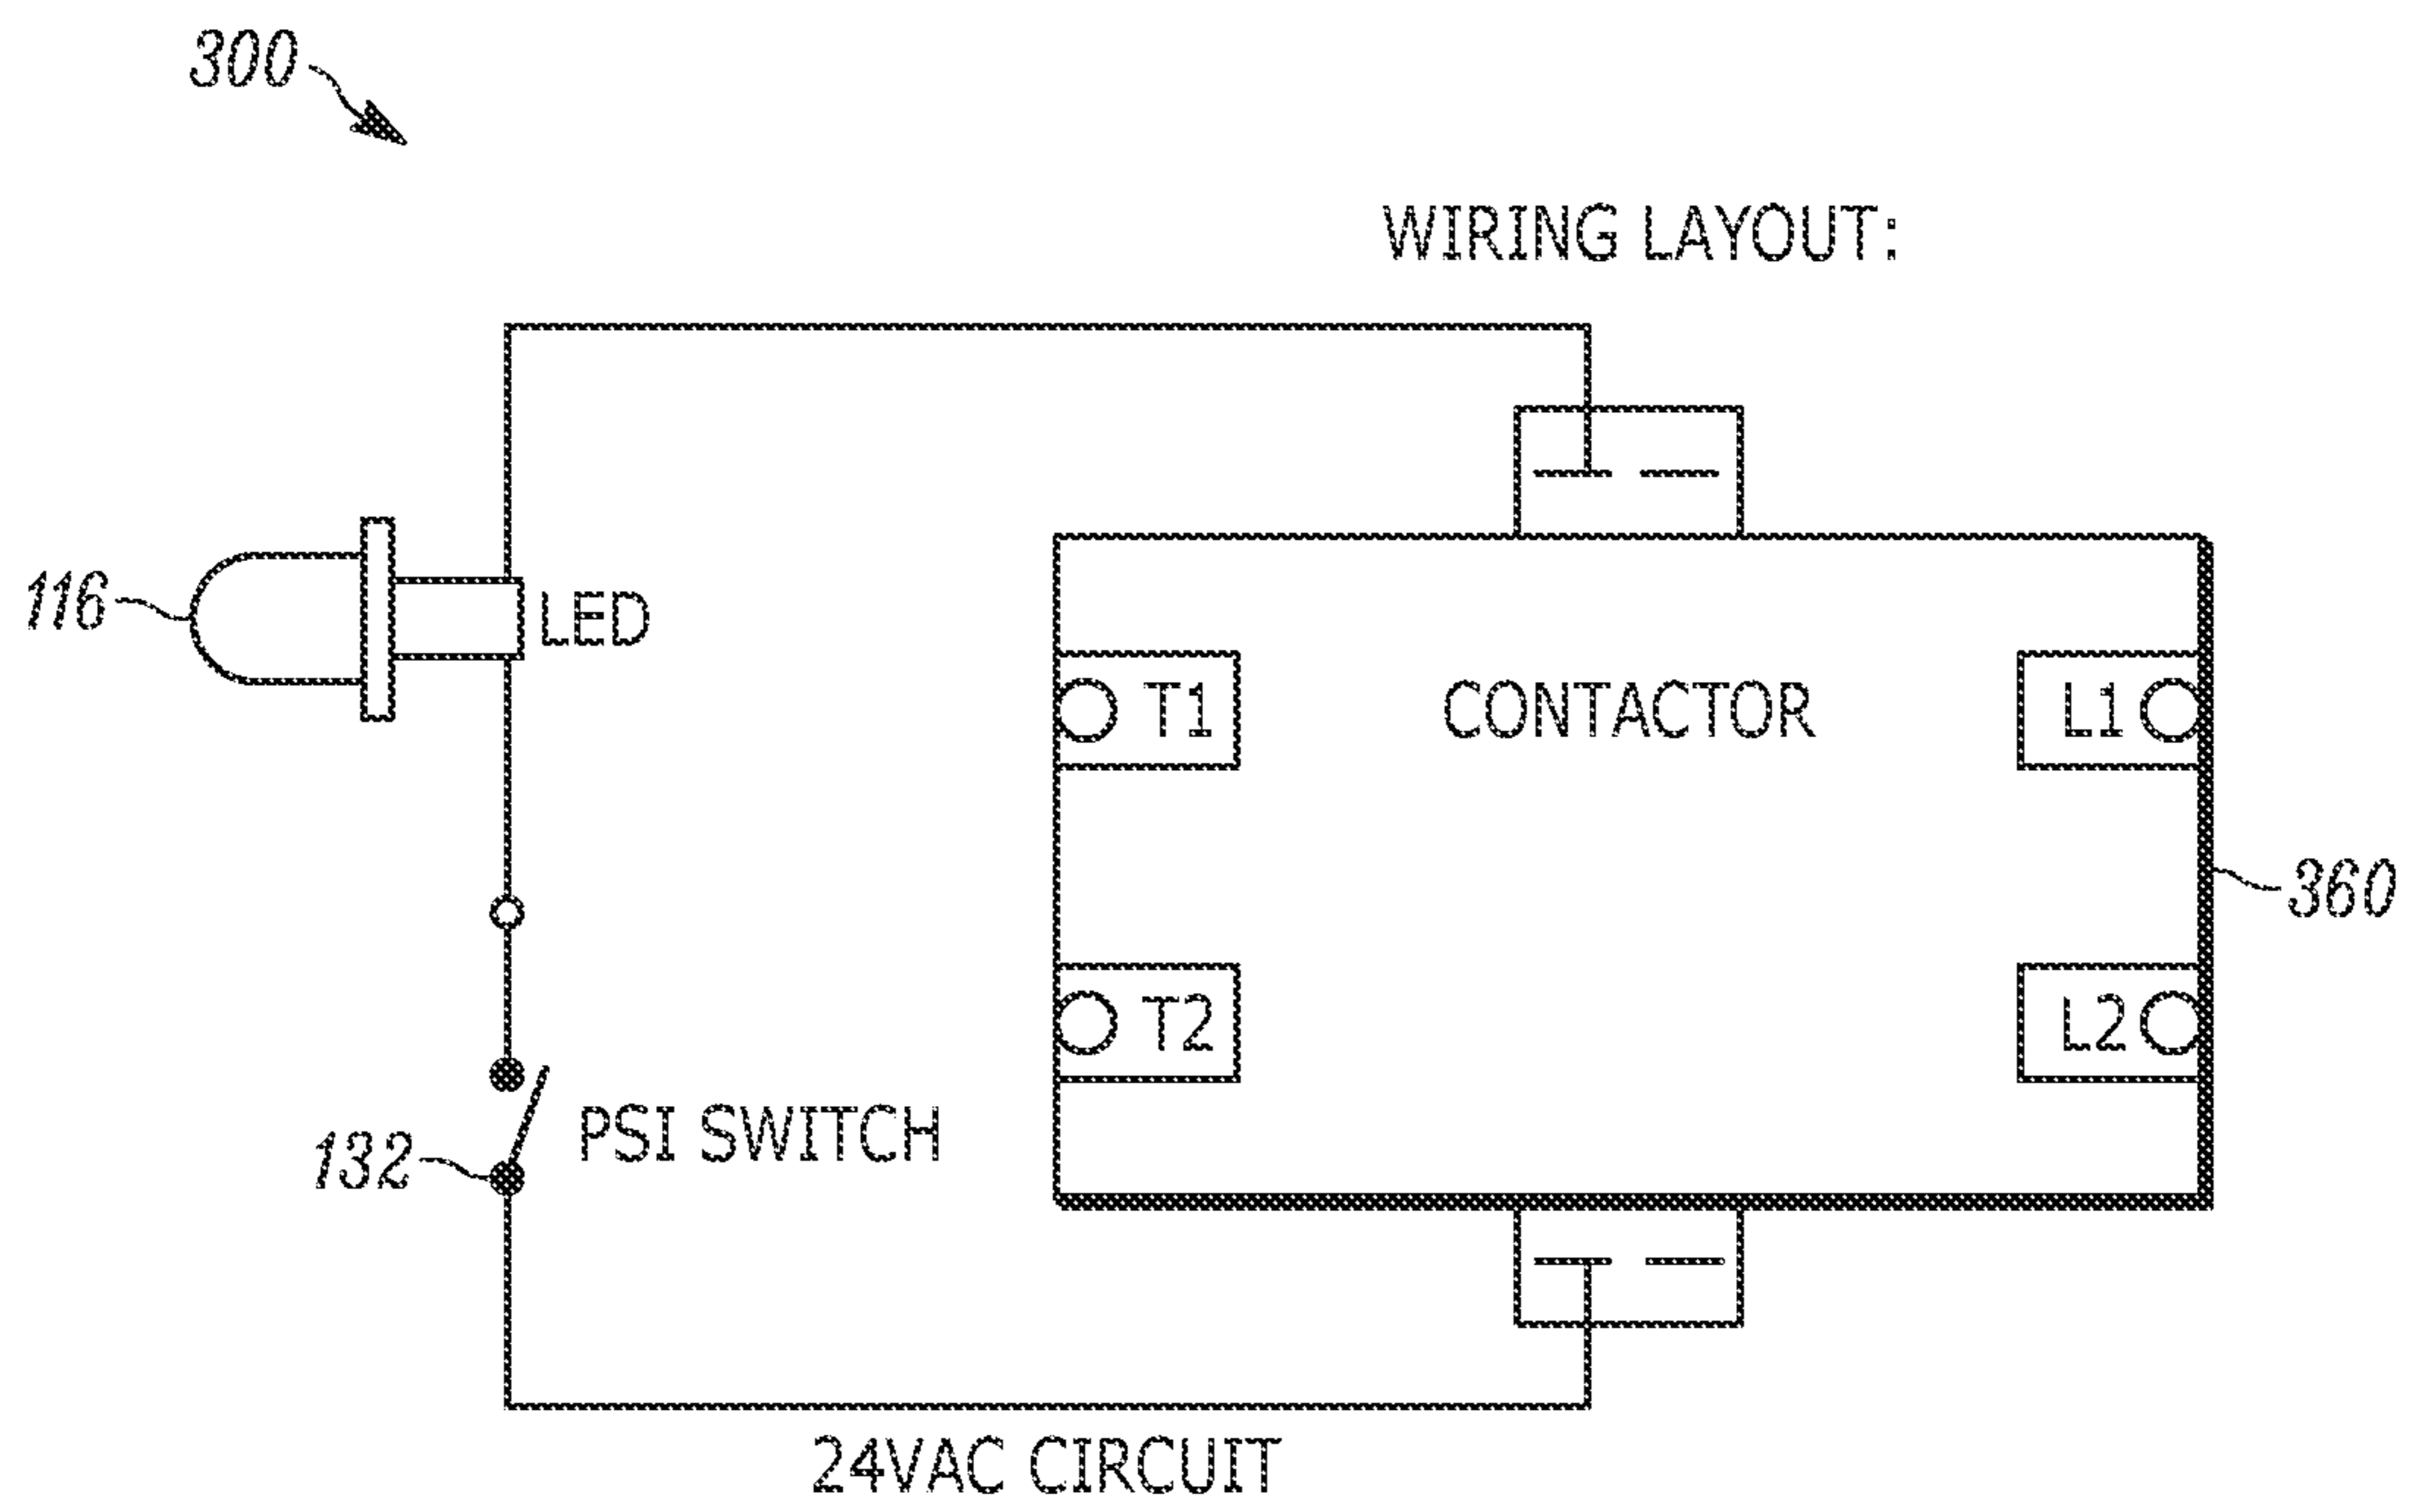 300
WIRING LAYOUT:
116
LED
T1
CONTACTOR
L1
360
T2
L2
PSI SWITCH
132
24VAC CIRCUIT